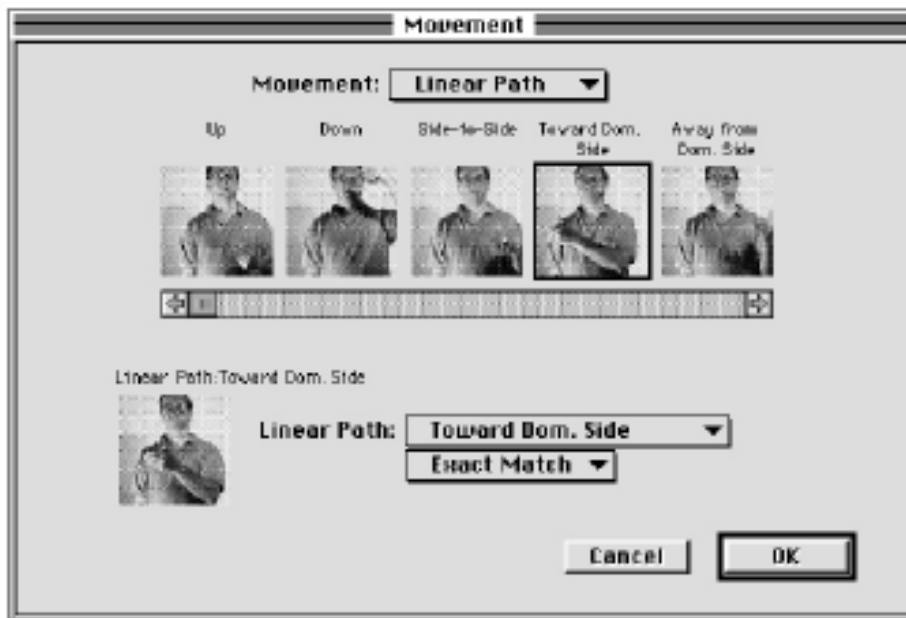 Movement
Movement: Linear Path
Up Down Side-to-Side Toward Dom. Away from
Side Dom. Side
Linear Path:Toward Dom. Side
Linear Path: Toward Dom. Side
Exact Match
Cancel OK